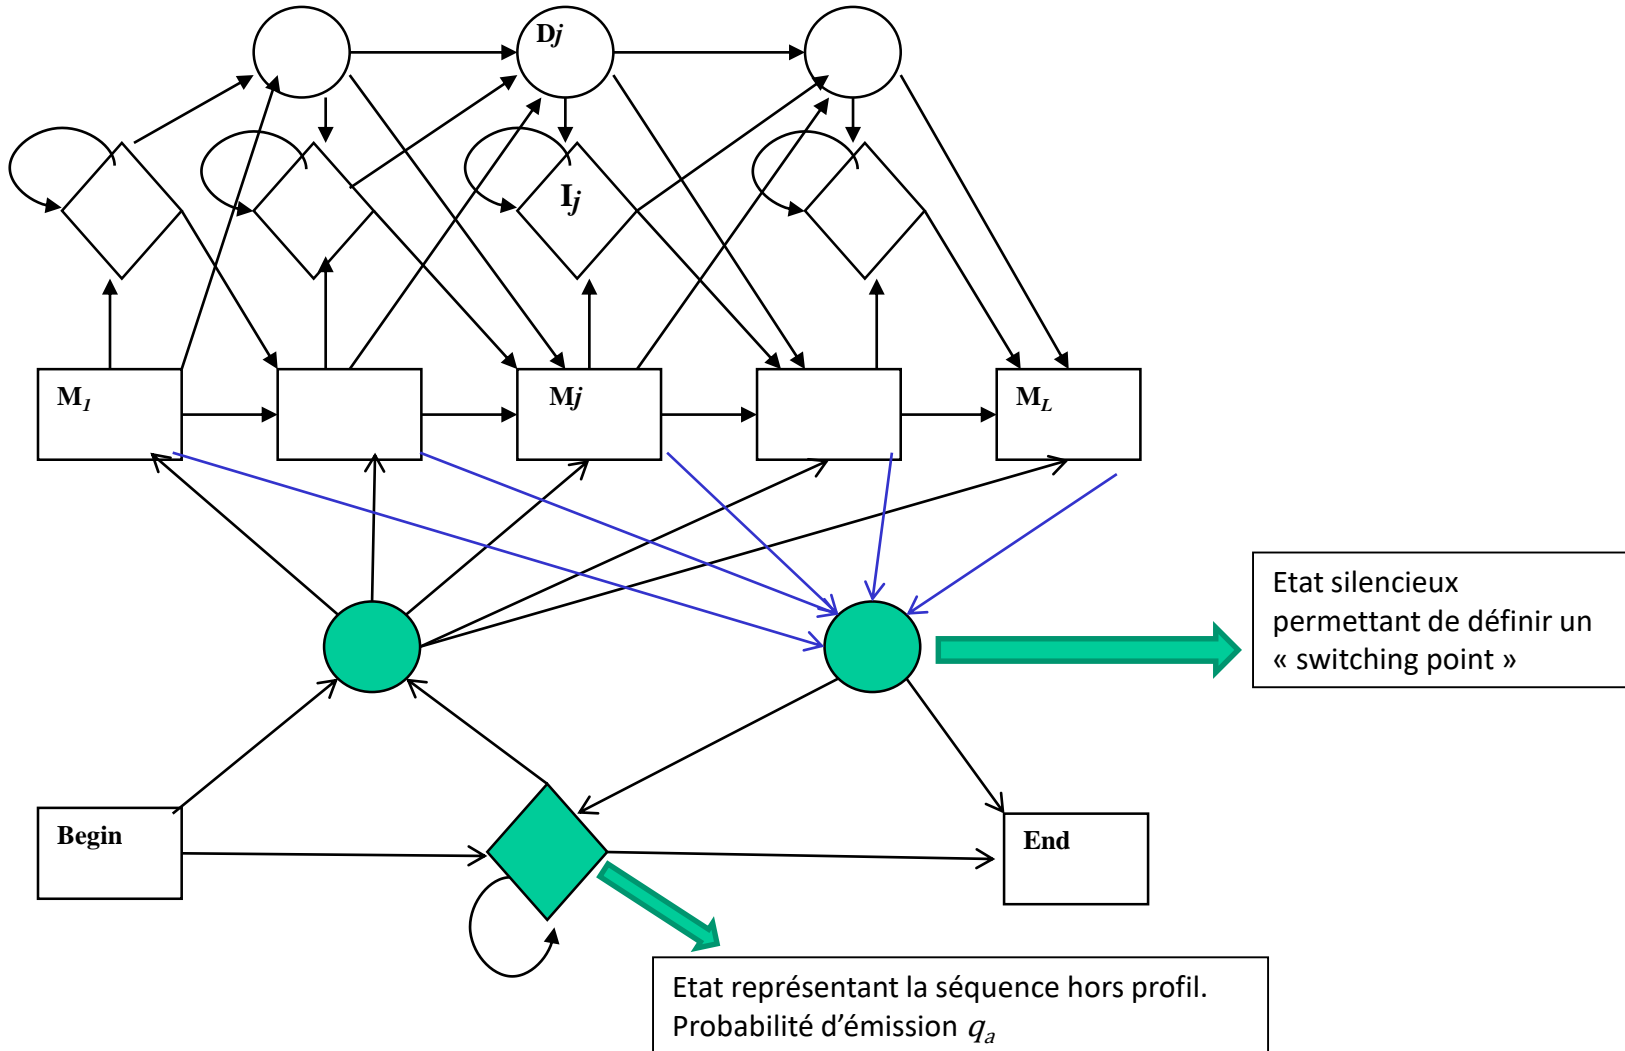 Dj
Ij
M1
Mj
ML
Etat silencieux
permettant de définir un
« switching point »
Begin
End
Etat représentant la séquence hors profil.
Probabilité d’émission qa